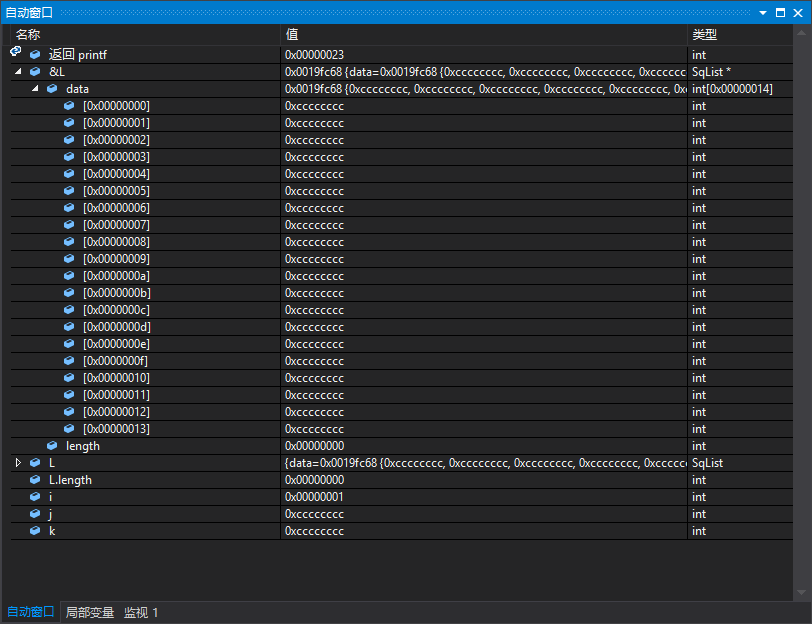 自动窗口
名称 值 类型
返回 printf 0x00000023 int
&L 0x0019fc68 {data=0x0019fc68 {0xcccccccc, 0xcccccccc, 0xcccccccc, 0xcccccc SqList *
data 0x0019fc68 {0xcccccccc, 0xcccccccc, 0xcccccccc, 0xcccccccc, 0xcccccccc, 0xc int[0x00000014]
[0x00000000] 0xcccccccc int
[0x00000001] 0xcccccccc int
[0x00000002] 0xcccccccc int
[0x00000003] 0xcccccccc int
[0x00000004] 0xcccccccc int
[0x00000005] 0xcccccccc int
[0x00000006] 0xcccccccc int
[0x00000007] 0xcccccccc int
[0x00000008] 0xcccccccc int
[0x00000009] 0xcccccccc int
[0x0000000a] 0xcccccccc int
[0x0000000b] 0xcccccccc int
[0x0000000c] 0xcccccccc int
[0x0000000d] 0xcccccccc int
[0x0000000e] 0xcccccccc int
[0x0000000f] 0xcccccccc int
[0x00000010] 0xcccccccc int
[0x00000011] 0xcccccccc int
[0x00000012] 0xcccccccc int
[0x00000013] 0xcccccccc int
length 0x00000000 int
L {data=0x0019fc68 {0xcccccccc, 0xcccccccc, 0xcccccccc, 0xcccccccc, 0xcccccc SqList
L.length 0x00000000 int
i 0x00000001 int
j 0xcccccccc int
k 0xcccccccc int
自动窗口 局部变量 监视 1